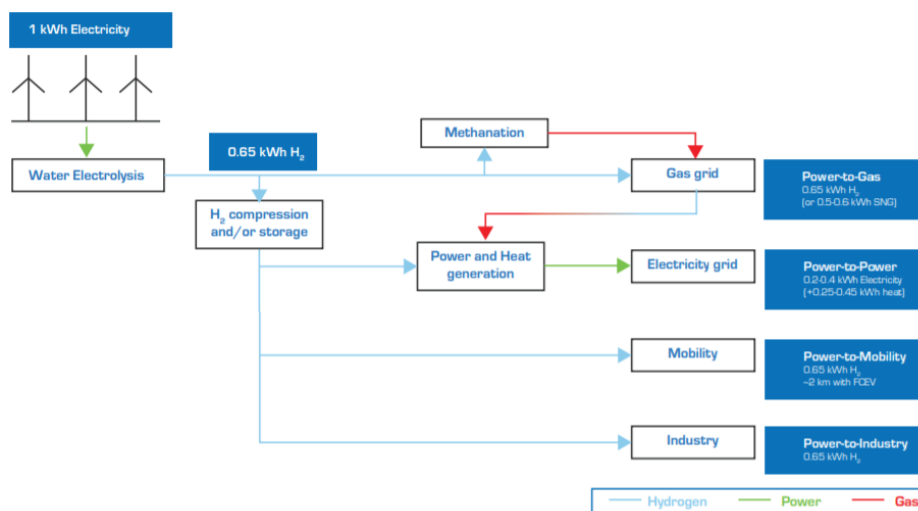 1 kWh Electricity
Water Electrolysis
0.65 kWh H₂
H₂ compression
and/or storage
Methanation
Gas grid
Power and Heat
generation
Electricity grid
Mobility
Industry
Power-to-Gas
0.65 kWh H₂
(or 0.5-0.6 kWh SNG)
Power-to-Power
0.2-0.4 kWh Electricity
(+0.25-0.45 kWh heat)
Power-to-Mobility
0.65 kWh H₂
~2 km with FCEV
Power-to-Industry
0.65 kWh H₂
Hydrogen
Power
Gas